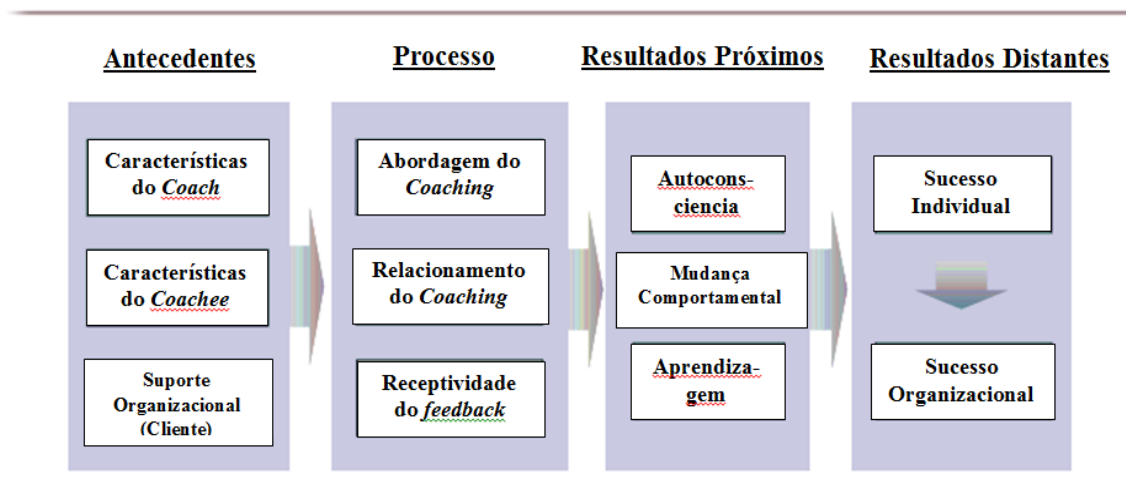 Antecedentes
Processo
Resultados Próximos
Resultados Distantes
Características
do Coach
Características
do Coachee
Suporte
Organizacional
(Cliente)
Abordagem do
Coaching
Relacionamento
do Coaching
Receptividade
do feedback
Autocons-
ciencia
Mudança
Comportamental
Aprendiza-
gem
Sucesso
Individual
Sucesso
Organizacional